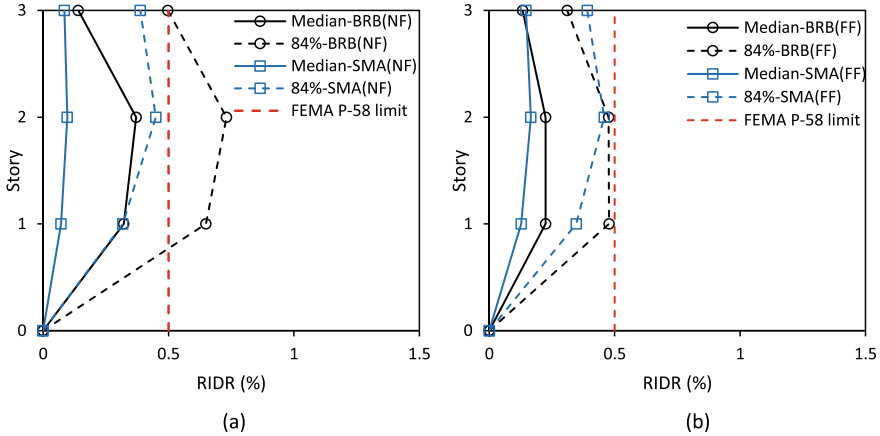 3
2
1
0
Story
0
0.5
1
1.5
RIDR (%)
Median-BRB(NF)
84%-BRB(NF)
Median-SMA(NF)
84%-SMA(NF)
FEMA P-58 limit
(a)
3
2
1
0
Story
0
0.5
1
1.5
RIDR (%)
Median-BRB(FF)
84%-BRB(FF)
Median-SMA(FF)
84%-SMA(FF)
FEMA P-58 limit
(b)